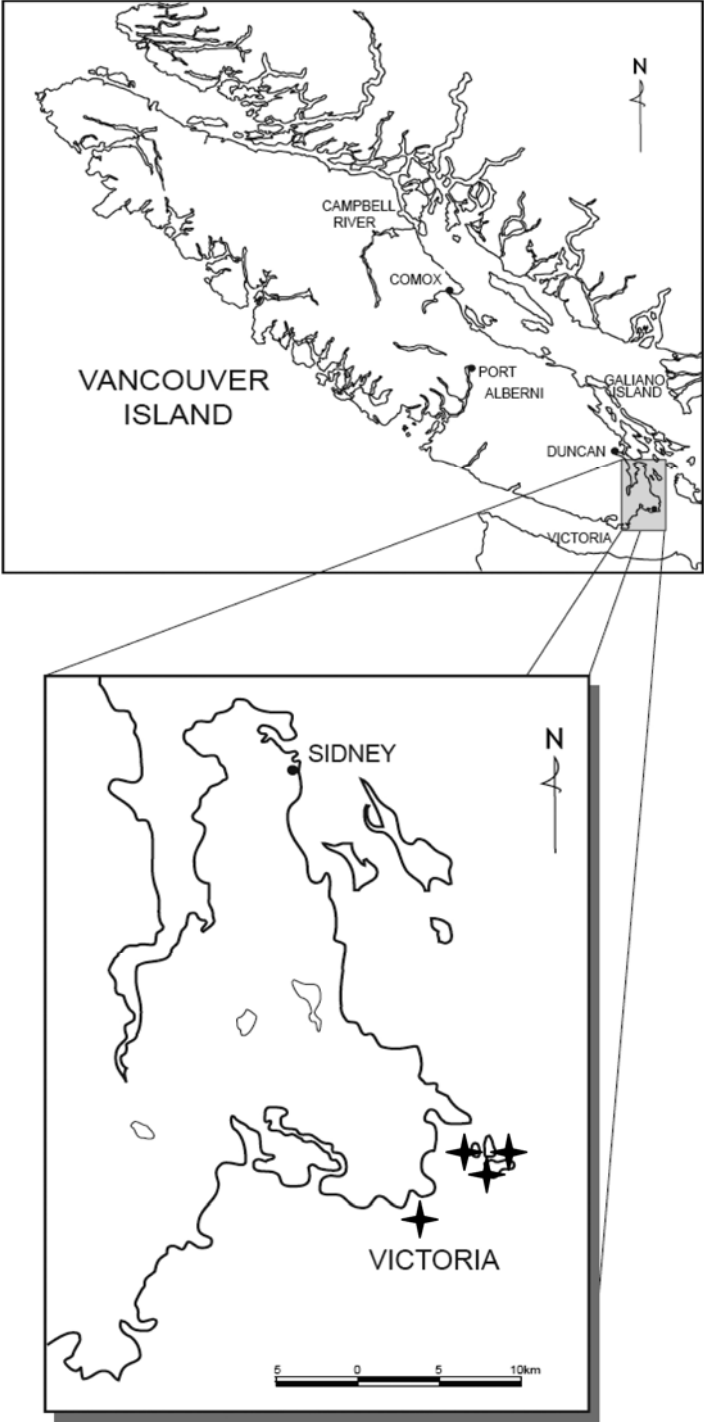 N
CAMPBELL
RIVER
COMOX
VANCOUVER
ISLAND
PORT
ALBERNI
GALIANO
ISLAND
DUNCAN
VICTORIA
SIDNEY
N
VICTORIA
5 0 5 10km